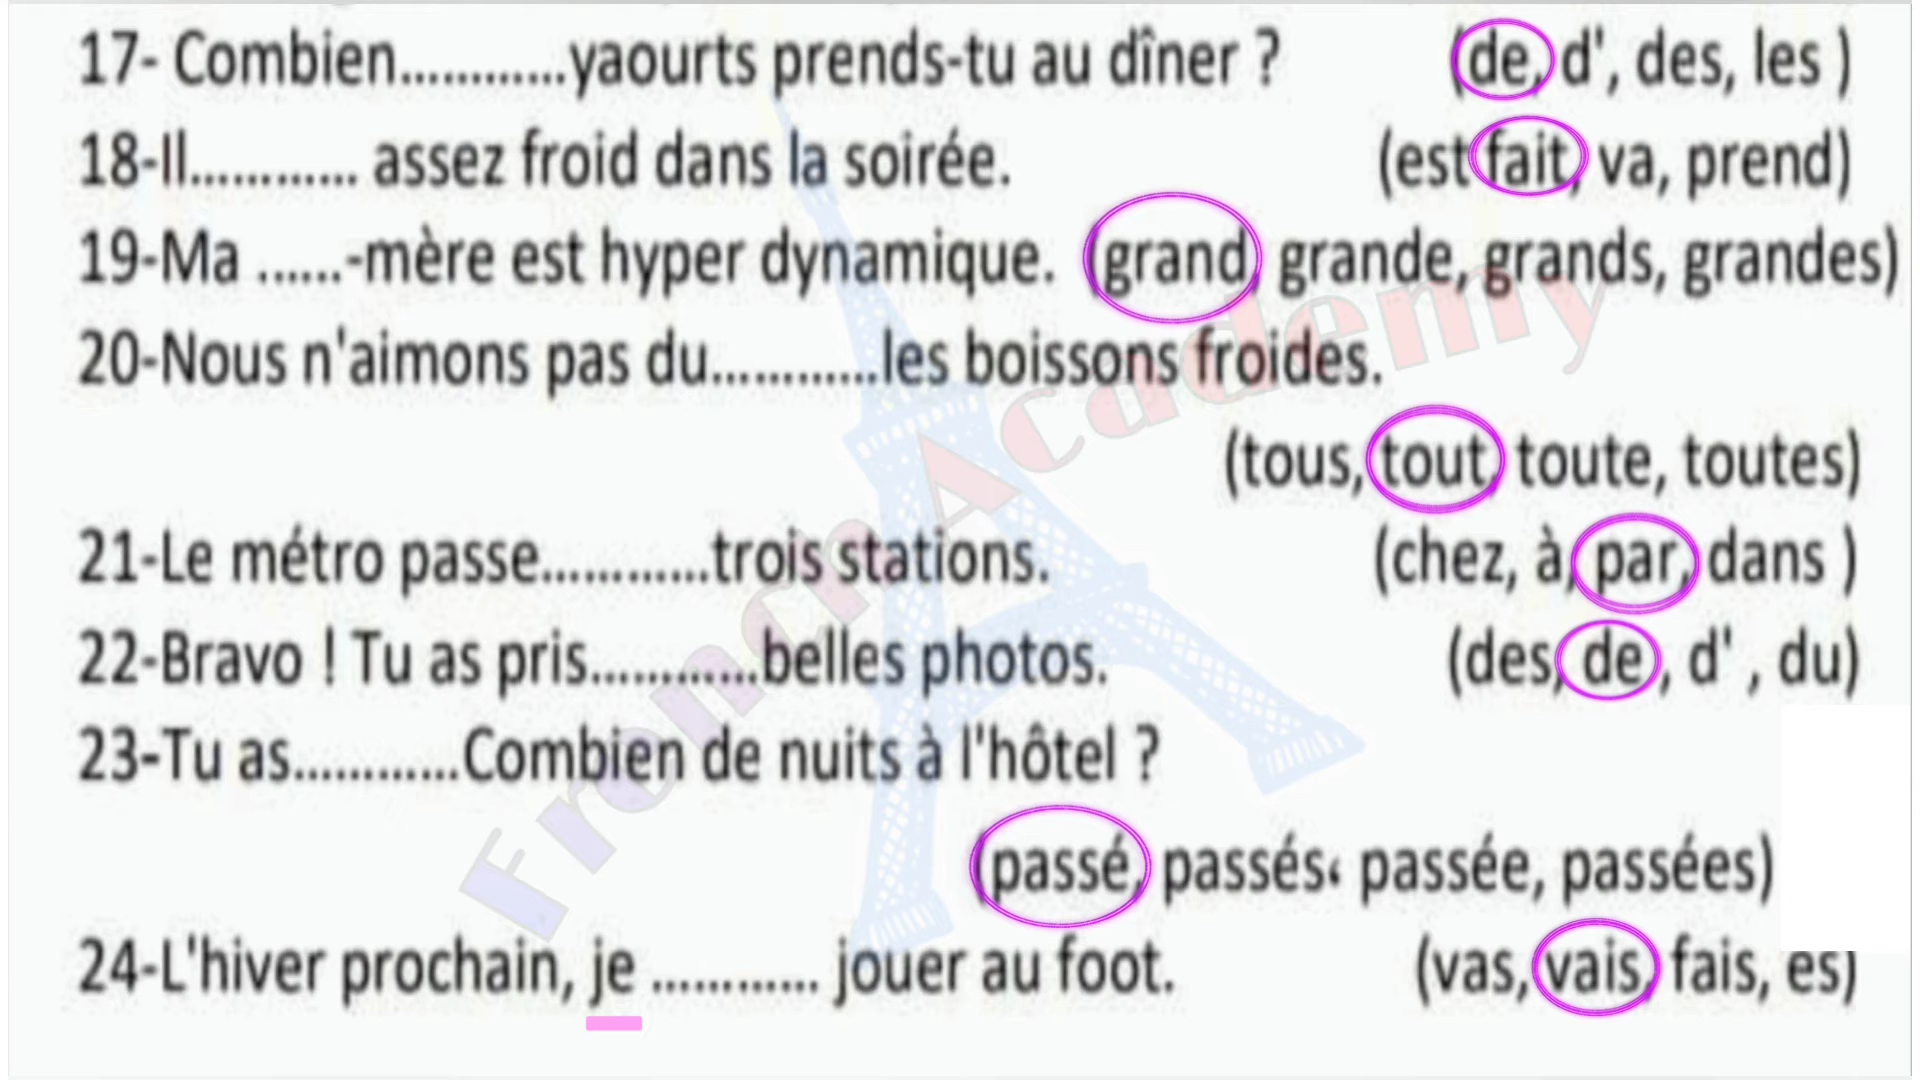 17- Combien............yaourts prends-tu au dîner ? (de, d', des, les )
18-Il............ assez froid dans la soirée. (est fait, va, prend)
19-Ma ......-mère est hyper dynamique. (grand, grande, grands, grandes)
20-Nous n'aimons pas du............les boissons froides.
(tous, tout, toute, toutes)
21-Le métro passe............trois stations. (chez, à, par, dans )
22-Bravo ! Tu as pris............belles photos. (des, de , d' , du)
23-Tu as............Combien de nuits à l'hôtel ?
(passé, passés، passée, passées)
24-L'hiver prochain, je ............ jouer au foot. (vas, vais, fais, es)
French Academy